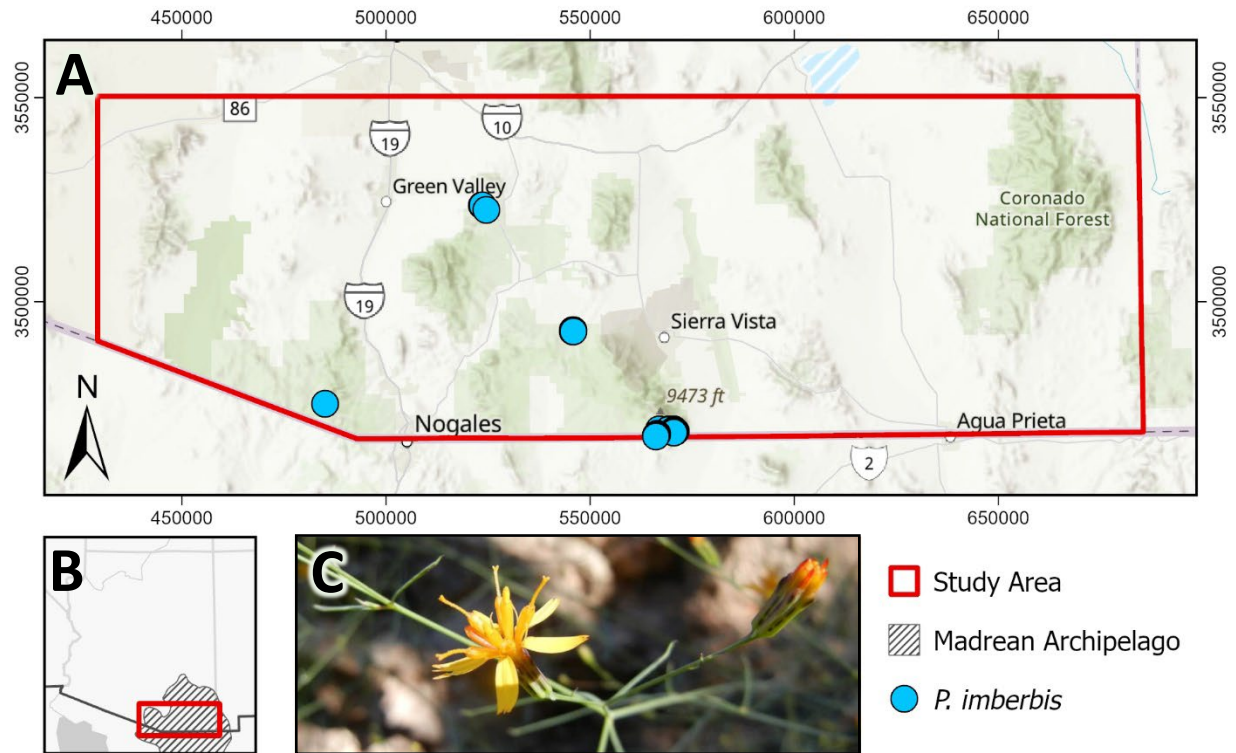 450000 500000 550000 600000 650000
A
3550000
3550000
86
19
10
Green Valley
Coronado
National Forest
19
3500000
3500000
Sierra Vista
9473 ft
N
Nogales
Agua Prieta
2
450000 500000 550000 600000 650000
B
C
Study Area
Madrean Archipelago
P. imberbis